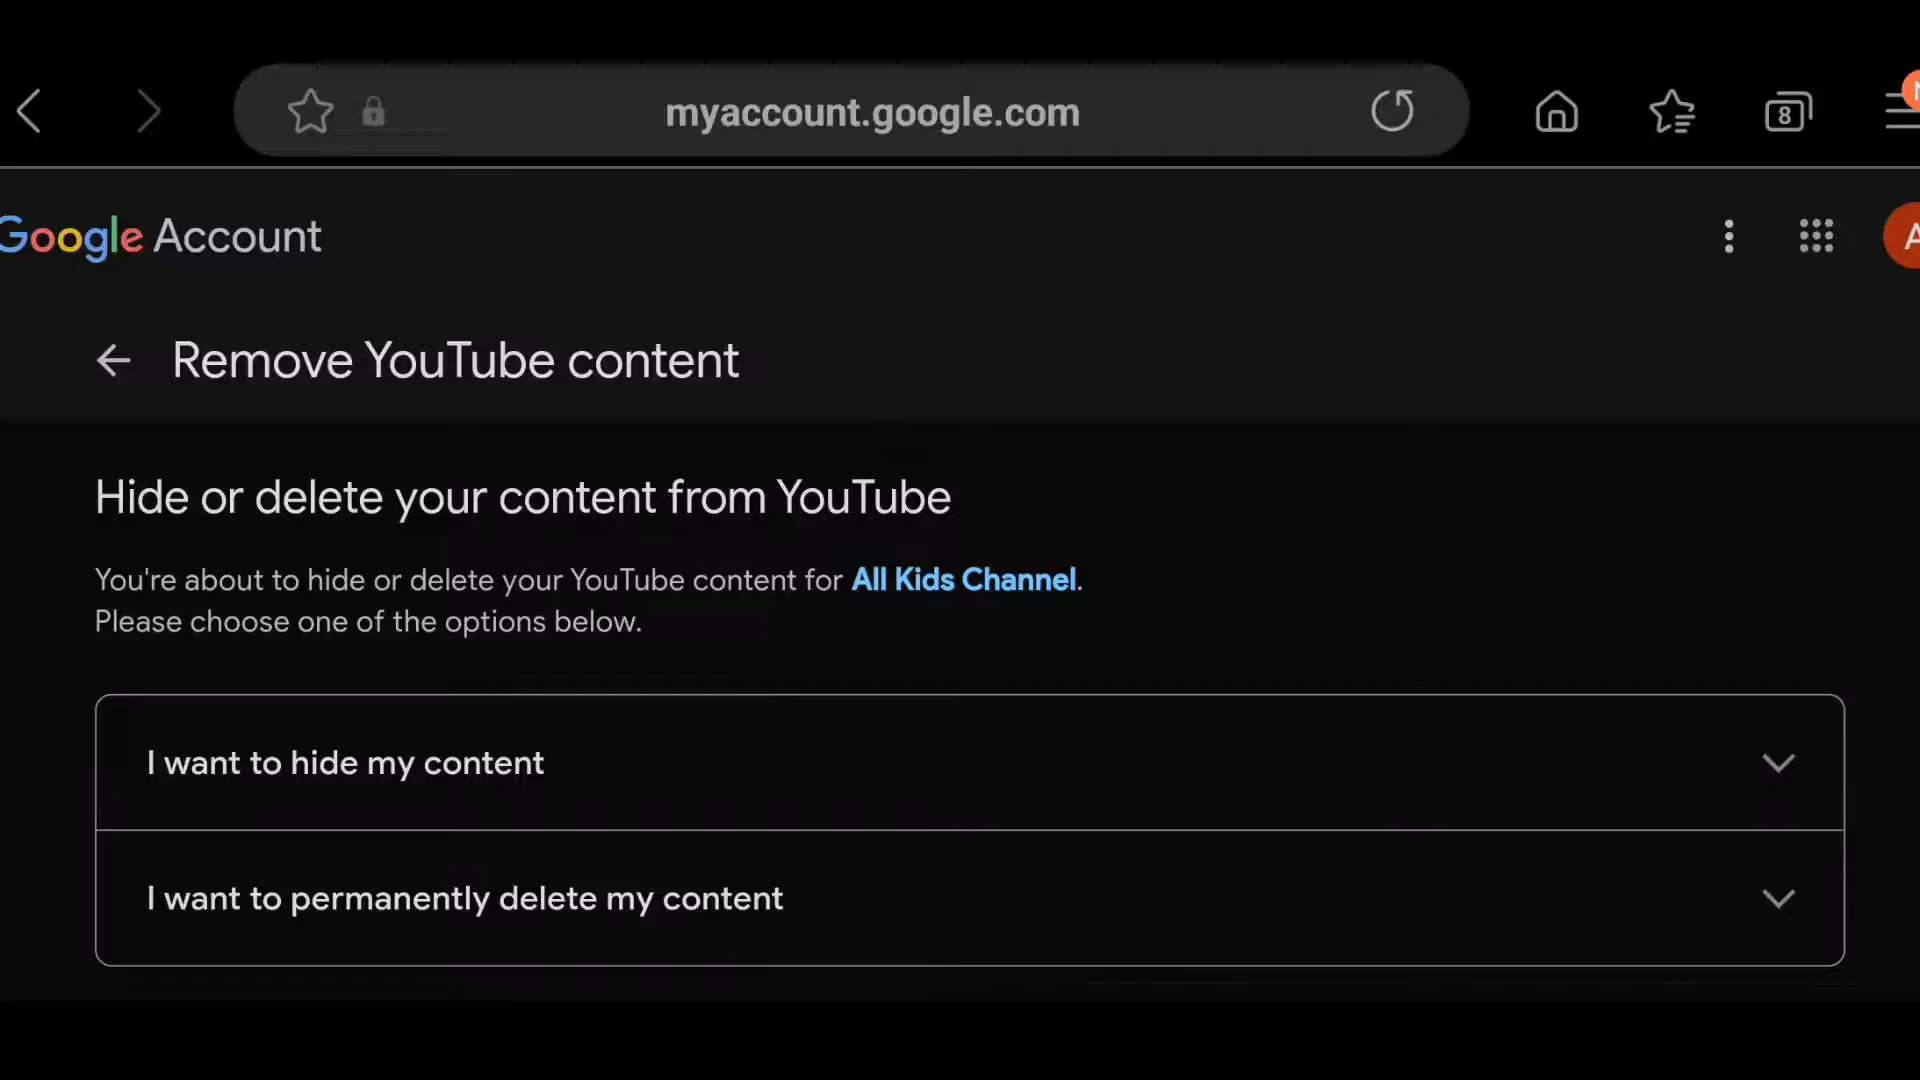 myaccount.google.com
8
N
Google Account
A
Remove YouTube content
Hide or delete your content from YouTube
You're about to hide or delete your YouTube content for All Kids Channel.
Please choose one of the options below.
I want to hide my content
I want to permanently delete my content